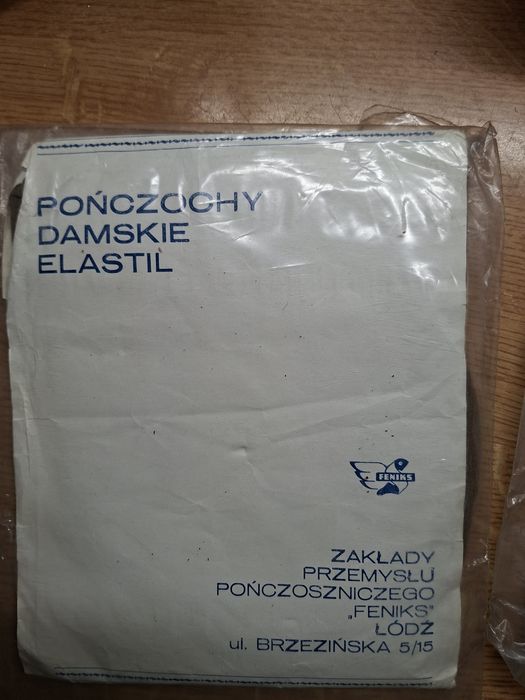 POŃCZOCHY
DAMSKIE
ELASTIL
FENIKS
ZAKŁADY
PRZEMYSŁU
POŃCZOSZNICZEGO
„FENIKS"
ŁÓDŹ
ul. BRZEZIŃSKA 5/15